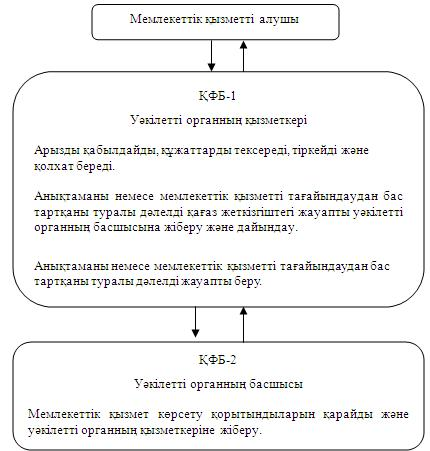 Мемлекеттік қызметті алушы
ҚФБ-1
Уәкілетті органның қызметкері
Арызды қабылдайды, құжаттарды тексереді, тіркейді және
қолхат береді.
Анықтаманы немесе мемлекеттік қызметті тағайындаудан бас
тартқаны туралы дәлелді қағаз жеткізгіштегі жауапты уәкілетті
органның басшысына жіберу және дайындау.
Анықтаманы немесе мемлекеттік қызметті тағайындаудан бас
тартқаны туралы дәлелді жауапты беру.
ҚФБ-2
Уәкілетті органның басшысы
Мемлекеттік қызмет көрсету қорытындыларын қарайды және
уәкілетті органның қызметкеріне жіберу.